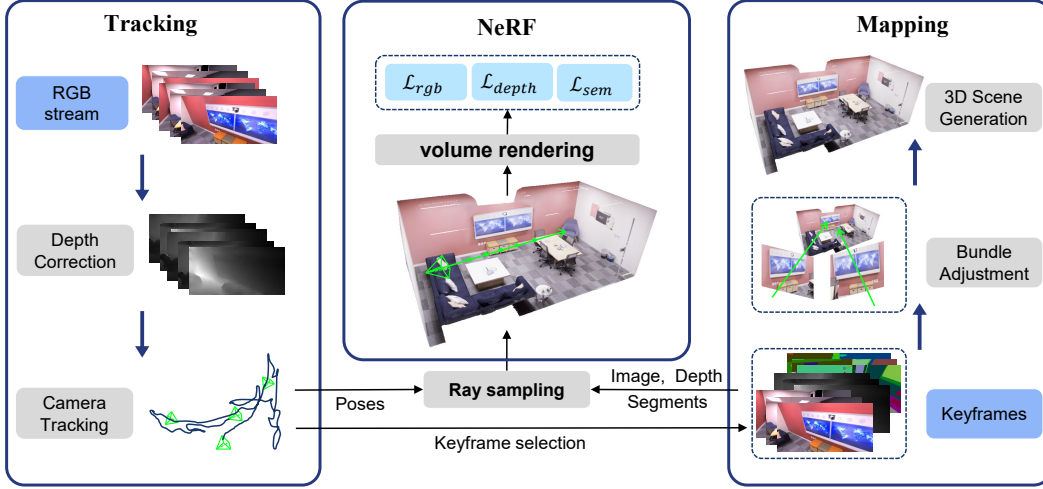 Tracking
RGB
stream
Depth
Correction
Camera
Tracking
NeRF
ℒrgb
ℒdepth
ℒsem
volume rendering
Ray sampling
Poses
Image, Depth
Segments
Keyframe selection
Mapping
3D Scene
Generation
Bundle
Adjustment
Keyframes